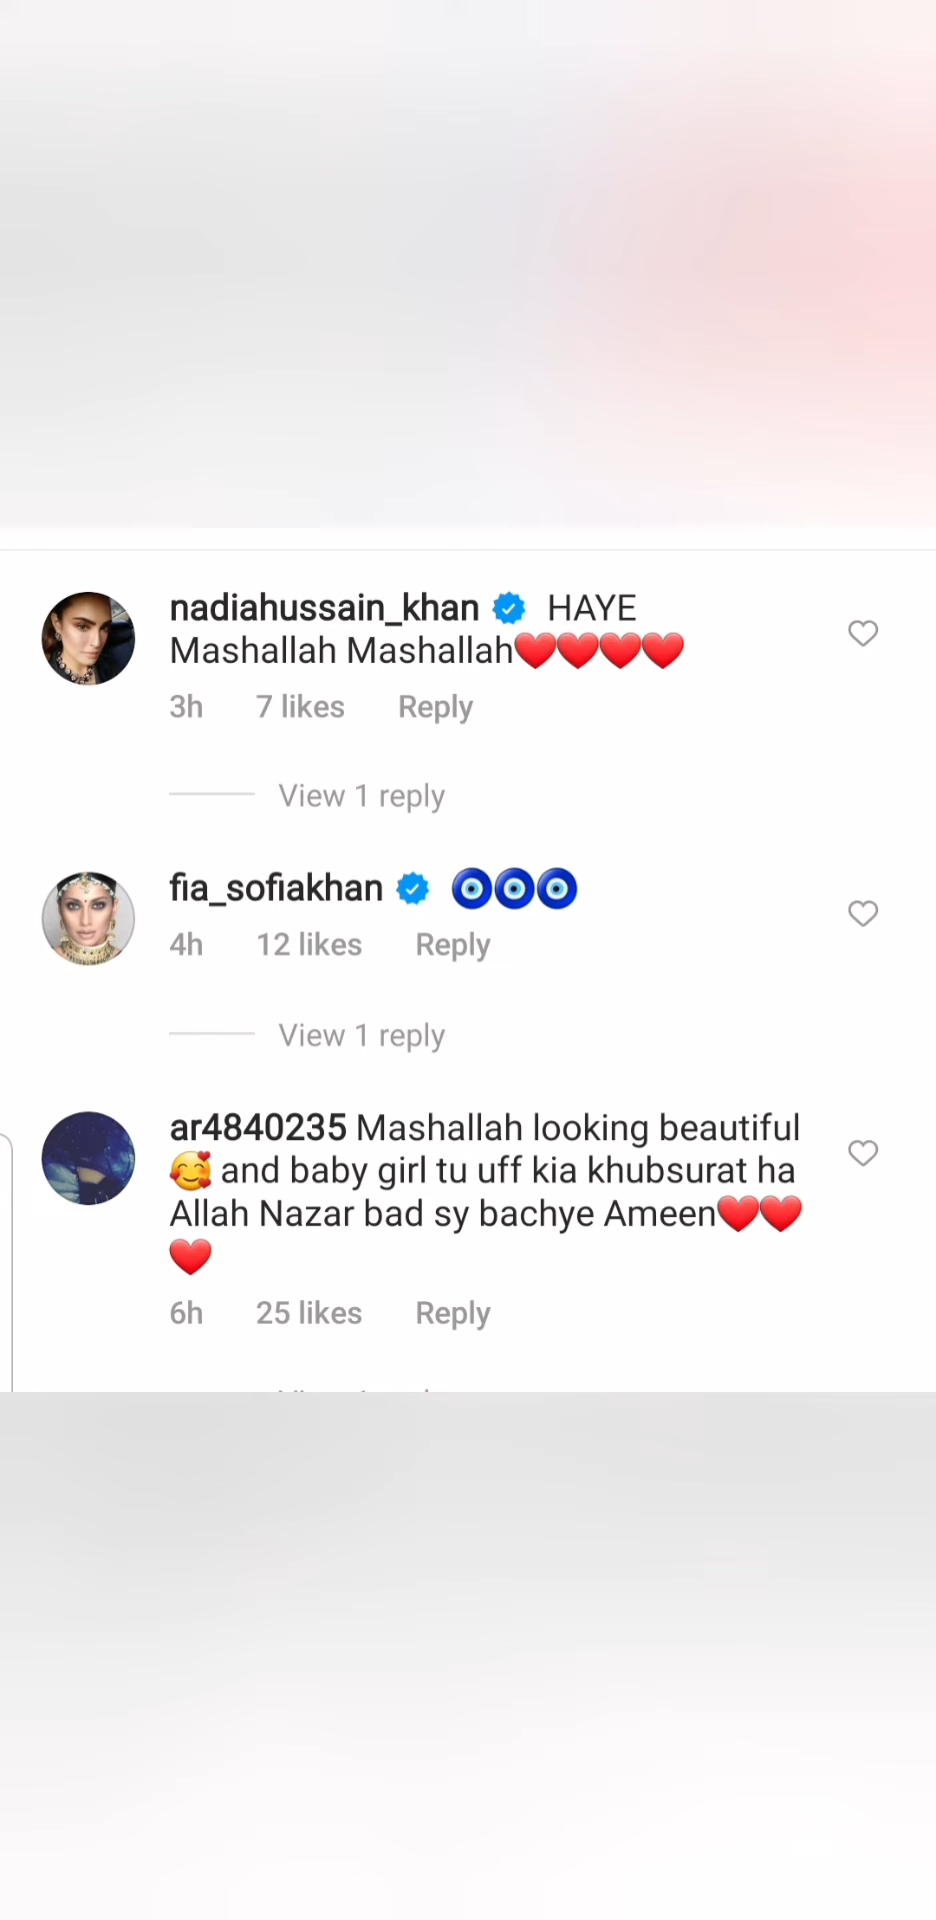 nadiahussain_khan HAYE
Mashallah Mashallah❤️❤️❤️❤️
3h 7 likes Reply
View 1 reply
fia_sofiakhan 🧿🧿🧿
4h 12 likes Reply
View 1 reply
ar4840235 Mashallah looking beautiful
🥰 and baby girl tu uff kia khubsurat ha
Allah Nazar bad sy bachye Ameen❤️❤️
❤️
6h 25 likes Reply